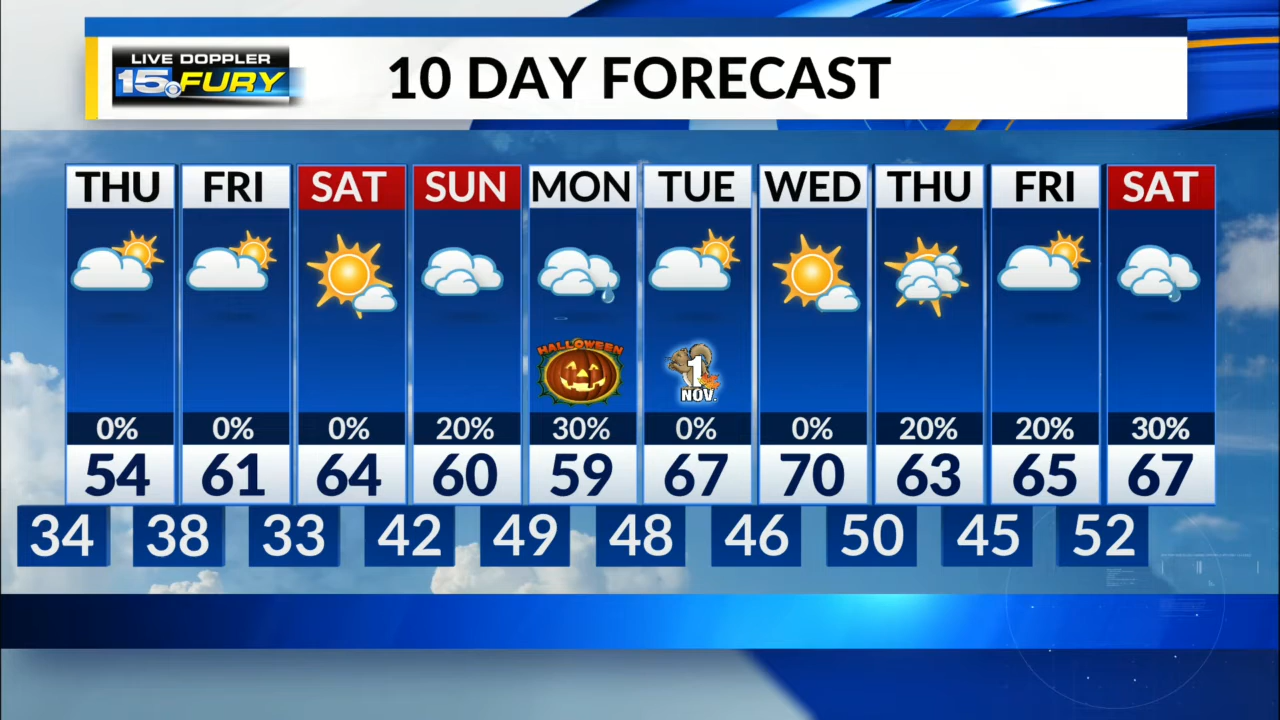 LIVE DOPPLER
15 FURY
10 DAY FORECAST
THU FRI SAT SUN MON TUE WED THU FRI SAT
HALLOWEEN
1
NOV.
0% 0% 0% 20% 30% 0% 0% 20% 20% 30%
54 61 64 60 59 67 70 63 65 67
34 38 33 42 49 48 46 50 45 52